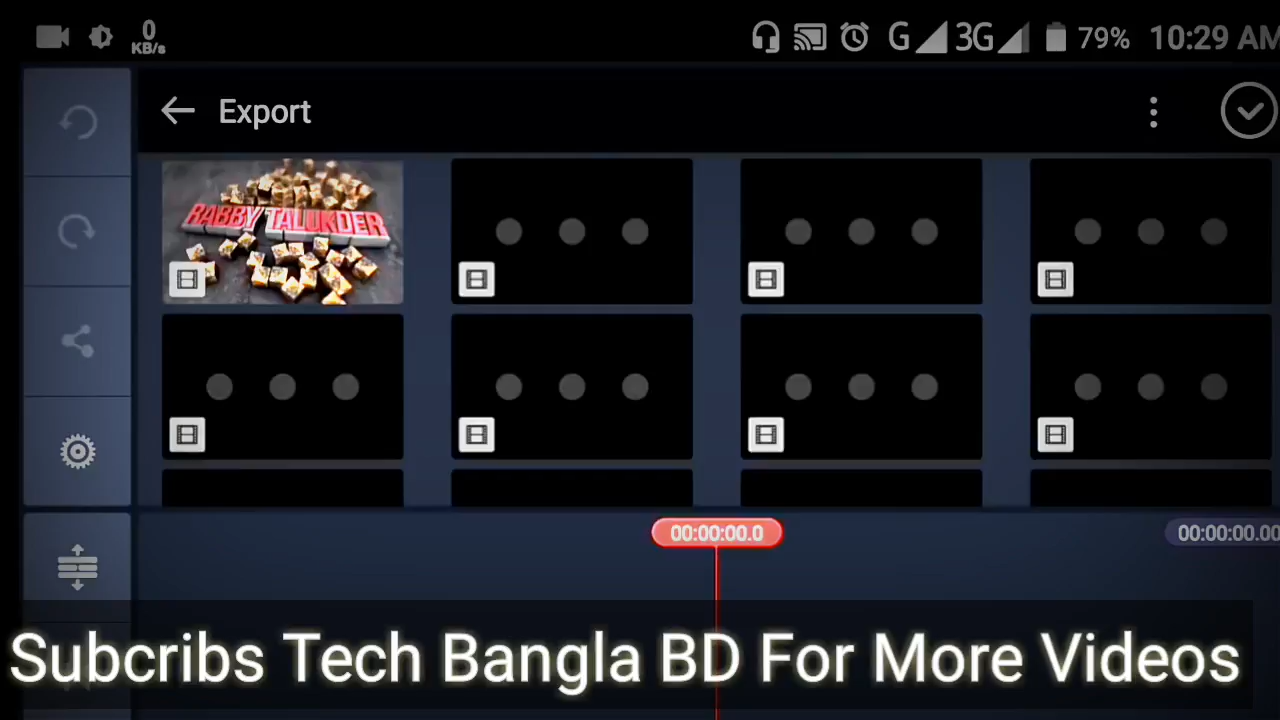 0
KB/s
G 3G 79% 10:29 AM
Export
RABBY TALUKDER
00:00:00.0
00:00:00.00
Subcribs Tech Bangla BD For More Videos